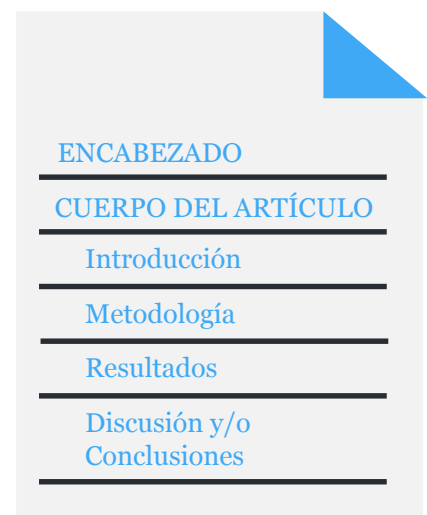 ENCABEZADO
CUERPO DEL ARTÍCULO
Introducción
Metodología
Resultados
Discusión y/o
Conclusiones